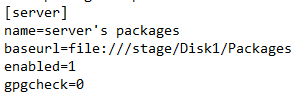 [server]
name=server's packages
baseurl=file:///stage/Disk1/Packages
enabled=1
gpgcheck=0